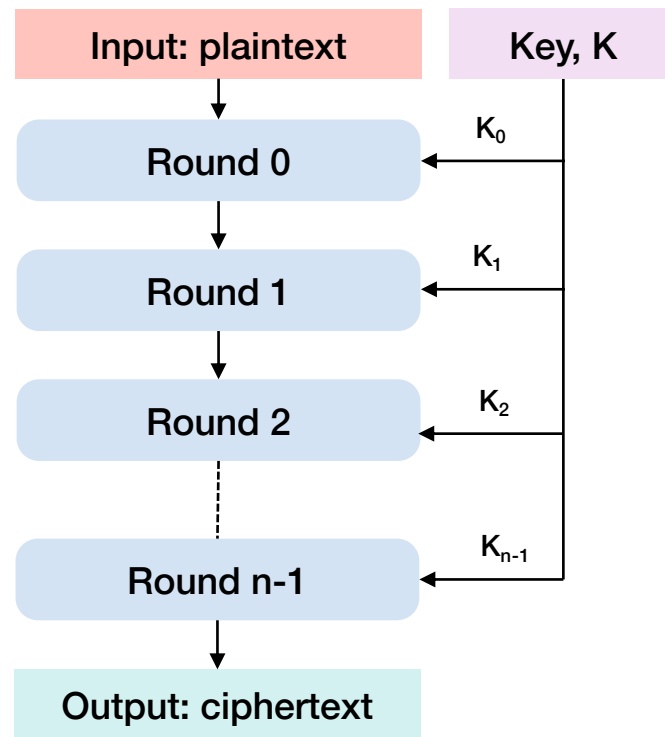 Input: plaintext
Key, K
Round 0
K₀
Round 1
K₁
Round 2
K₂
Round n-1
Kₙ₋₁
Output: ciphertext